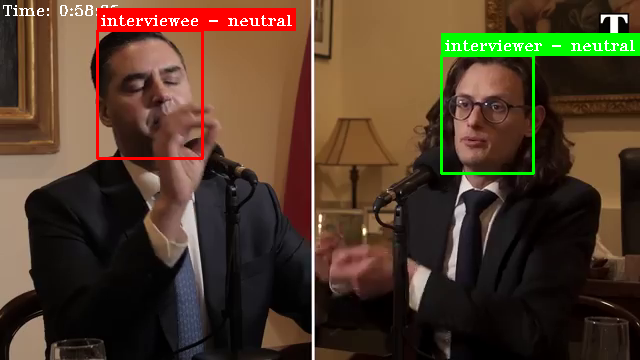 Time: 0:58:
interviewee - neutral
T
interviewer - neutral